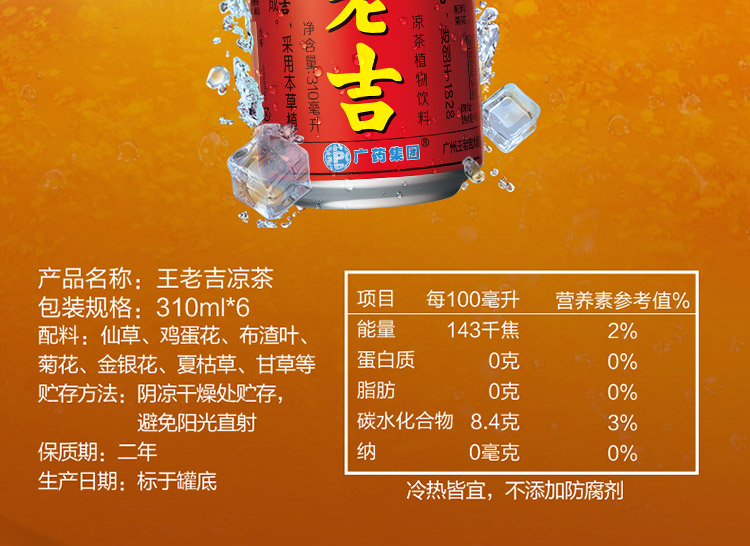 老吉
净含量:310毫升
凉茶植物饮料
采用本草植
始创于1828
广药集团®
广州王老吉
产品名称：王老吉凉茶
包装规格：310ml*6
配料：仙草、鸡蛋花、布渣叶、
菊花、金银花、夏枯草、甘草等
贮存方法：阴凉干燥处贮存，
避免阳光直射
保质期：二年
生产日期：标于罐底
项目 每100毫升 营养素参考值%
能量 143千焦 2%
蛋白质 0克 0%
脂肪 0克 0%
碳水化合物 8.4克 3%
纳 0毫克 0%
冷热皆宜，不添加防腐剂